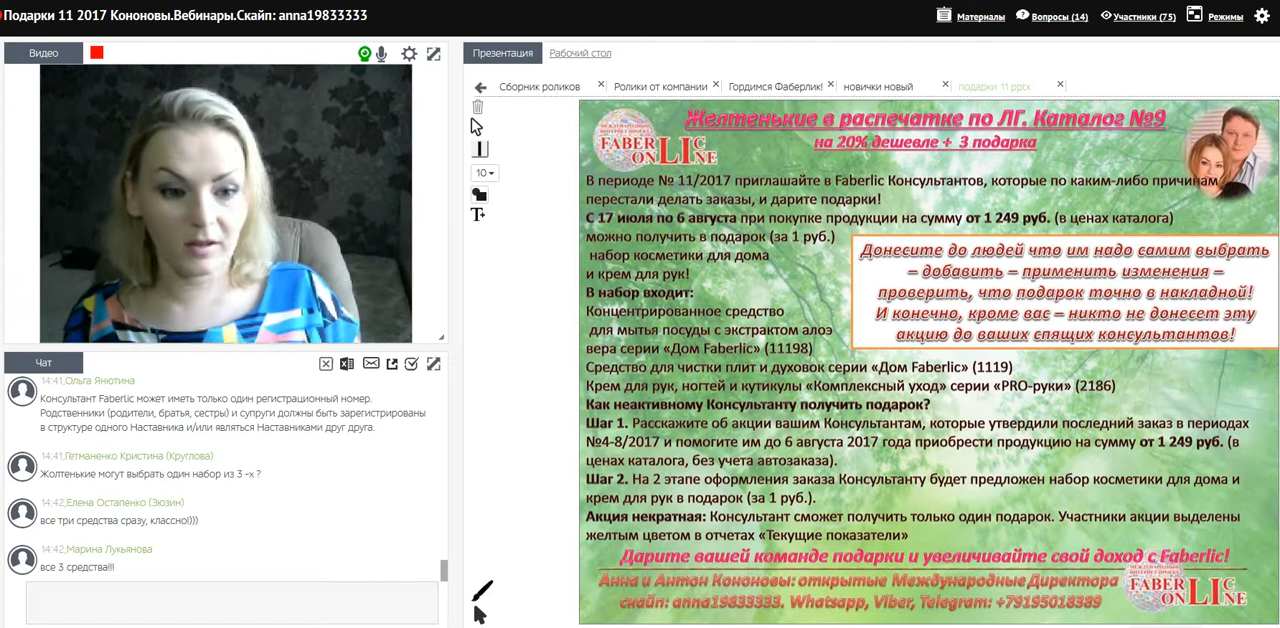 Подарки 11 2017 Кононовы.Вебинары.Скайп: anna19833333
Материалы
Вопросы (14)
Участники (75)
Режимы
Видео
Презентация
Рабочий стол
Сборник роликов
Ролики от компании
Гордимся Фаберлик!
новички новый
подарки 11 pptx
10
T+
Желтенькие в распечатке по ЛГ. Каталог №9
на 20% дешевле + 3 подарка
МЕЖДУНАРОДНЫЙ
ИНТЕРНЕТ-ПРОЕКТ
FABERLIC
ONLINE
В периоде № 11/2017 приглашайте в Faberlic Консультантов, которые по каким-либо причинам
перестали делать заказы, и дарите подарки!
С 17 июля по 6 августа при покупке продукции на сумму от 1 249 руб. (в ценах каталога)
можно получить в подарок (за 1 руб.)
набор косметики для дома
и крем для рук!
В набор входит:
Концентрированное средство
для мытья посуды с экстрактом алоэ
вера серии «Дом Faberlic» (11198)
Средство для чистки плит и духовок серии «Дом Faberlic» (1119)
Крем для рук, ногтей и кутикулы «Комплексный уход» серии «PRO-руки» (2186)
Донесите до людей что им надо самим выбрать
– добавить – применить изменения –
проверить, что подарок точно в накладной!
И конечно, кроме вас – никто не донесет эту
акцию до ваших спящих консультантов!
Как неактивному Консультанту получить подарок?
Шаг 1. Расскажите об акции вашим Консультантам, которые утвердили последний заказ в периодах
№4-8/2017 и помогите им до 6 августа 2017 года приобрести продукцию на сумму от 1 249 руб. (в
ценах каталога, без учета автозаказа).
Шаг 2. На 2 этапе оформления заказа Консультанту будет предложен набор косметики для дома и
крем для рук в подарок (за 1 руб.).
Акция некратная: Консультант сможет получить только один подарок. Участники акции выделены
желтым цветом в отчетах «Текущие показатели»
Дарите вашей команде подарки и увеличивайте свой доход с Faberlic!
Анна и Антон Кононовы: открытые Международные Директора
скайп: anna19833333. Whatsapp, Viber, Telegram: +79195018389
МЕЖДУНАРОДНЫЙ
ИНТЕРНЕТ-ПРОЕКТ
FABERLIC
ONLINE
Чат
14:41,Ольга Янютина
Консультант Faberlic может иметь только один регистрационный номер.
Родственники (родители, братья, сестры) и супруги должны быть зарегистрированы
в структуре одного Наставника и/или являться Наставниками друг друга.
14:41,Гетманенко Кристина (Круглова)
Жолтенькие могут выбрать один набор из 3 -х ?
14:42,Елена Остапенко (Зюзин)
все три средства сразу, классно!)))
14:42,Марина Лукьянова
все 3 средства!!!